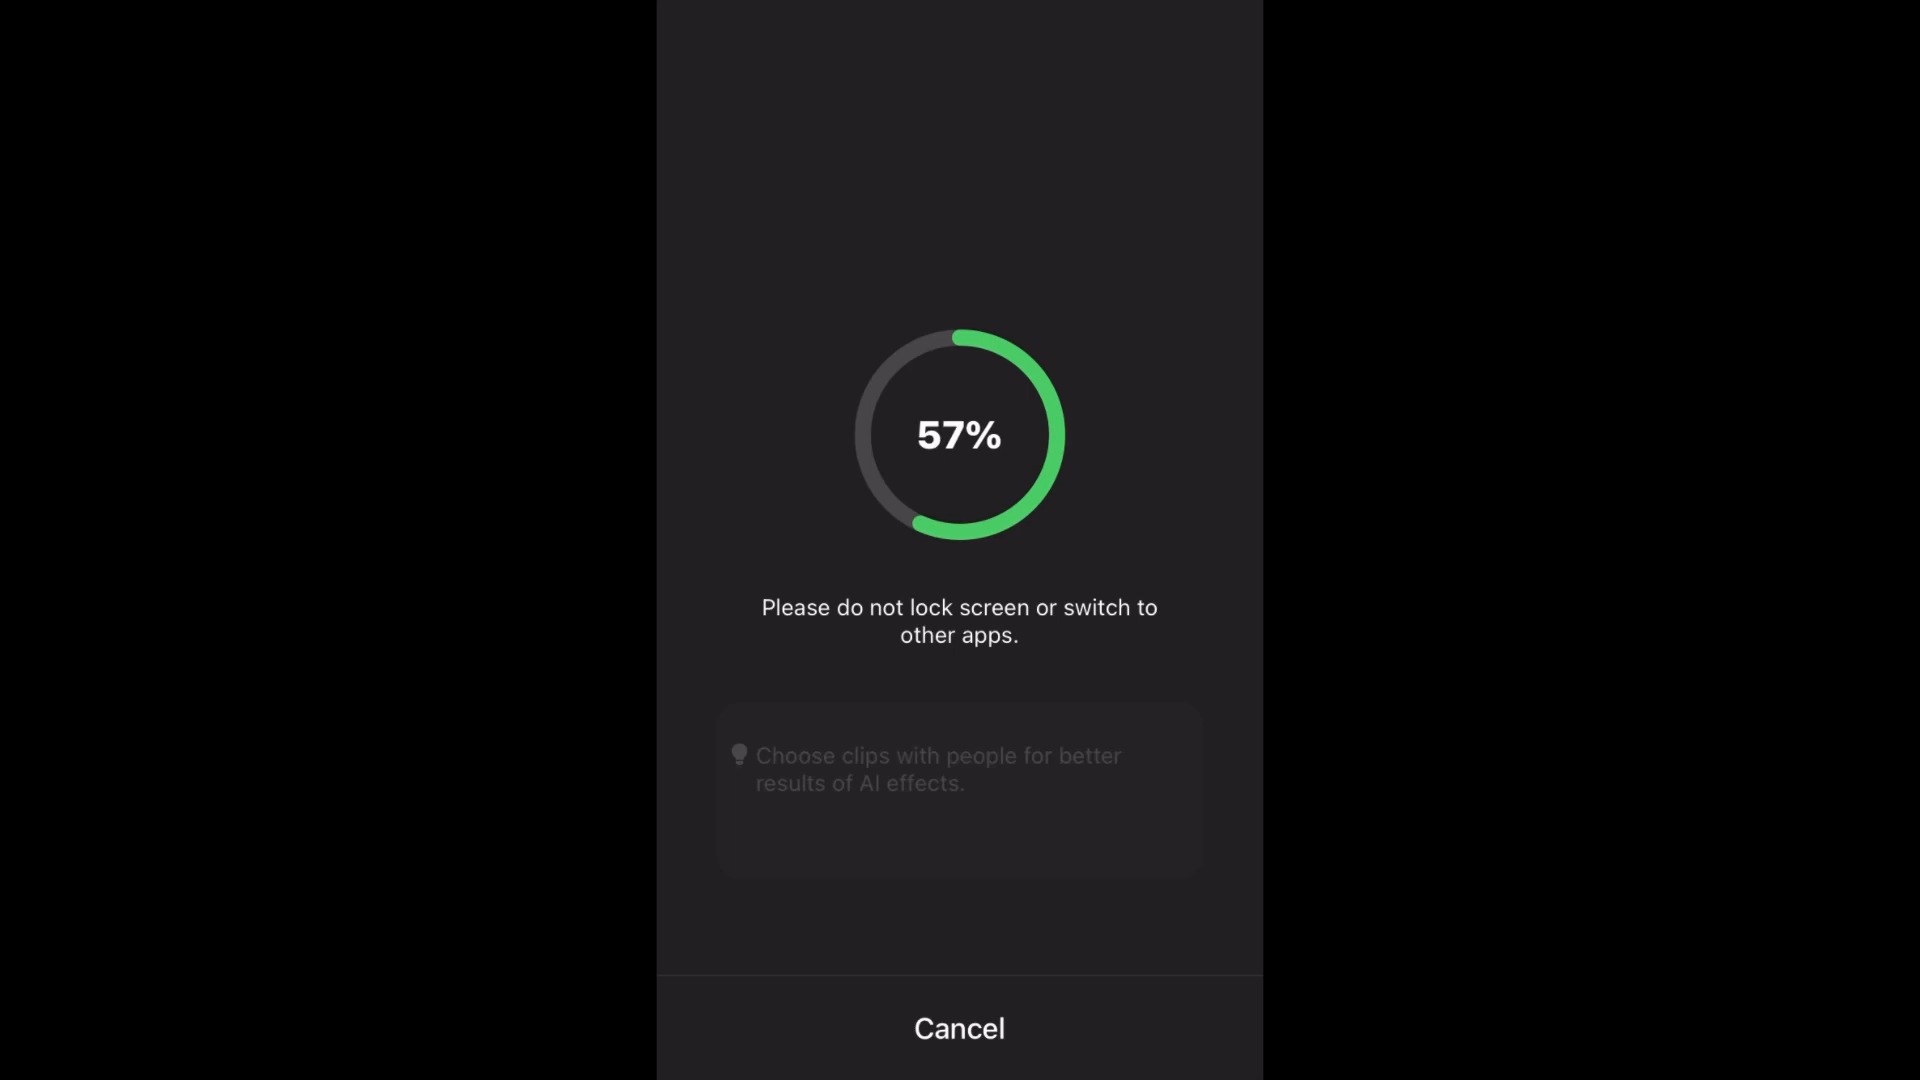 57%
Please do not lock screen or switch to
other apps.
Choose clips with people for better
results of AI effects.
Cancel